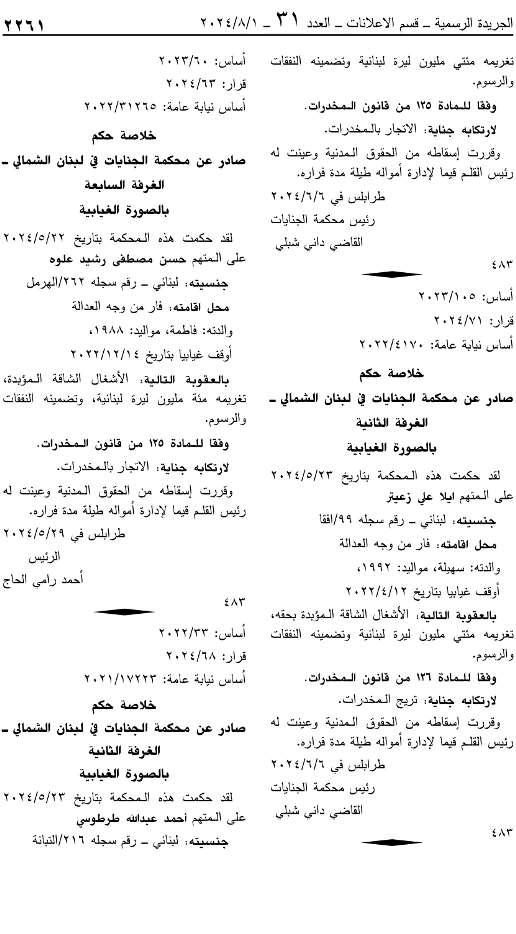 الجريدة الرسمية ــ قسم الاعلانات ــ العدد ٣١ ــ ٢٠٢٤/٨/١
٢٢٦١
تغريمه مئتي مليون ليرة لبنانية وتضمينه النفقات
والرسوم.
وفقا للمادة ١٢٥ من قانون المخدرات.
لارتكابه جناية: الاتجار بالمخدرات.
وقررت إسقاطه من الحقوق المدنية وعينت له
رئيس القلم قيما لإدارة أمواله طيلة مدة فراره.
طرابلس في ٢٠٢٤/٦/٦
رئيس محكمة الجنايات
القاضي داني شبلي
٤٨٣
أساس: ٢٠٢٣/١٠٥
قرار: ٢٠٢٤/٧١
أساس نيابة عامة: ٢٠٢٢/٤١٧٠
خلاصة حكم
صادر عن محكمة الجنايات في لبنان الشمالي ــ
الغرفة الثانية
بالصورة الغيابية
لقد حكمت هذه المحكمة بتاريخ ٢٠٢٤/٥/٢٣
على المتهم ايلا علي زعيتر
جنسيته: لبناني ــ رقم سجله ٩٩/افقا
محل اقامته: فار من وجه العدالة
والدته: سهيلة، مواليد: ١٩٩٢،
أوقف غيابيا بتاريخ ٢٠٢٢/٤/١٢
بالعقوبة التالية: الأشغال الشاقة المؤبدة بحقه،
تغريمه مئتي مليون ليرة لبنانية وتضمينه النفقات
والرسوم.
وفقا للمادة ١٢٦ من قانون المخدرات.
لارتكابه جناية: ترويج المخدرات.
وقررت إسقاطه من الحقوق المدنية وعينت له
رئيس القلم قيما لإدارة أمواله طيلة مدة فراره.
طرابلس في ٢٠٢٤/٦/٦
رئيس محكمة الجنايات
القاضي داني شبلي
٤٨٣
أساس: ٢٠٢٣/٦٠
قرار: ٢٠٢٤/٦٣
أساس نيابة عامة: ٢٠٢٢/٣١٢٦٥
خلاصة حكم
صادر عن محكمة الجنايات في لبنان الشمالي ــ
الغرفة السابعة
بالصورة الغيابية
لقد حكمت هذه المحكمة بتاريخ ٢٠٢٤/٥/٢٢
على المتهم حسن مصطفى رشيد علوه
جنسيته: لبناني ــ رقم سجله ٢٦٢/الهرمل
محل اقامته: فار من وجه العدالة
والدته: فاطمة، مواليد: ١٩٨٨،
أوقف غيابيا بتاريخ ٢٠٢٢/١٢/١٤
بالعقوبة التالية: الأشغال الشاقة المؤبدة،
تغريمه مئة مليون ليرة لبنانية، وتضمينه النفقات
والرسوم.
وفقا للمادة ١٢٥ من قانون المخدرات.
لارتكابه جناية: الاتجار بالمخدرات.
وقررت إسقاطه من الحقوق المدنية وعينت له
رئيس القلم قيما لإدارة أمواله طيلة مدة فراره.
طرابلس في ٢٠٢٤/٥/٢٩
الرئيس
أحمد رامي الحاج
٤٨٣
أساس: ٢٠٢٢/٣٣
قرار: ٢٠٢٤/٦٨
أساس نيابة عامة: ٢٠٢١/١٧٢٢٣
خلاصة حكم
صادر عن محكمة الجنايات في لبنان الشمالي ــ
الغرفة الثانية
بالصورة الغيابية
لقد حكمت هذه المحكمة بتاريخ ٢٠٢٤/٥/٢٣
على المتهم أحمد عبدالله طرطوسي
جنسيته: لبناني ــ رقم سجله ٢١٦/التبانة